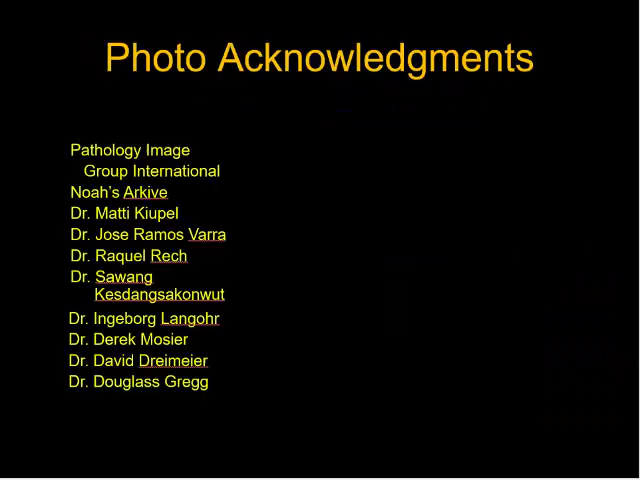 Photo Acknowledgments
Pathology Image
Group International
Noah's Arkive
Dr. Matti Kiupel
Dr. Jose Ramos Varra
Dr. Raquel Rech
Dr. Sawang
Kesdangsakonwut
Dr. Ingeborg Langohr
Dr. Derek Mosier
Dr. David Dreimeier
Dr. Douglass Gregg